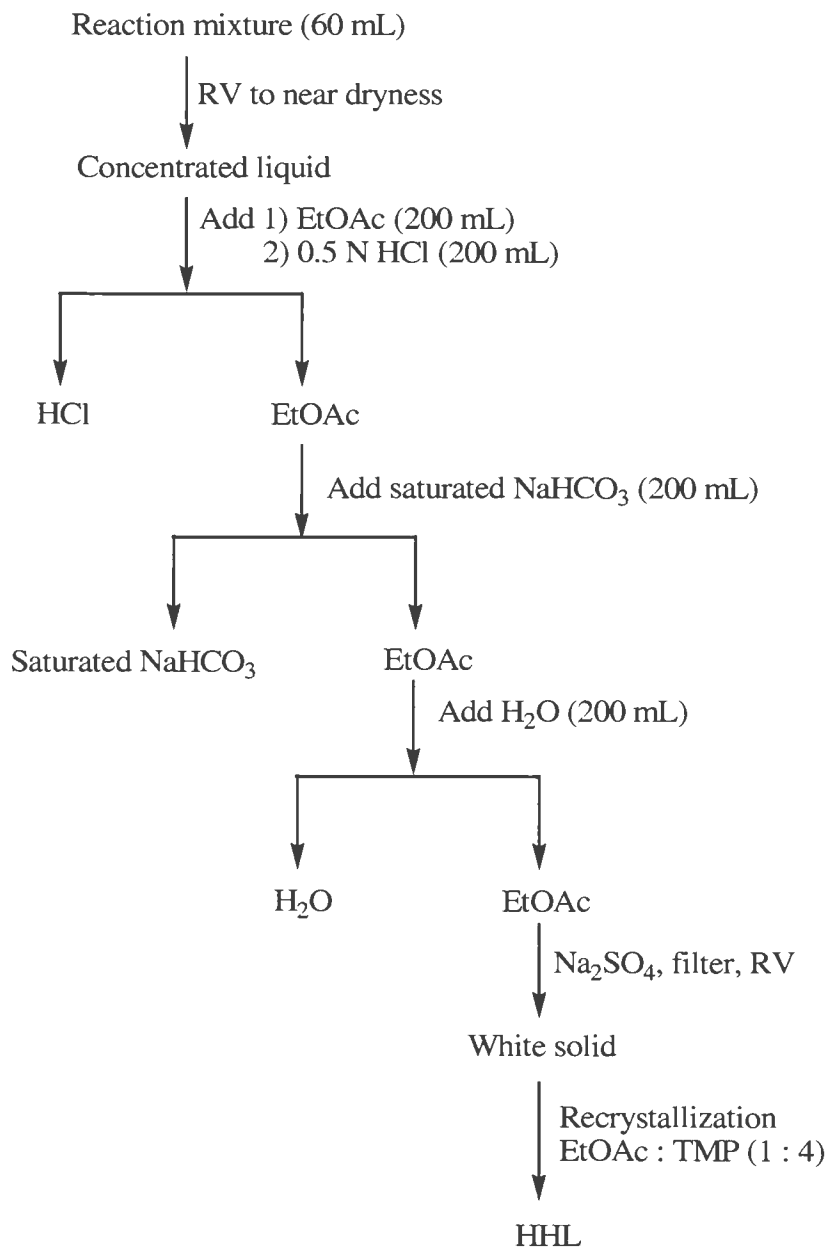 Reaction mixture (60 mL)
RV to near dryness
Concentrated liquid
Add 1) EtOAc (200 mL)
2) 0.5 N HCl (200 mL)
HCl
EtOAc
Add saturated NaHCO₃ (200 mL)
Saturated NaHCO₃
EtOAc
Add H₂O (200 mL)
H₂O
EtOAc
Na₂SO₄, filter, RV
White solid
Recrystallization
EtOAc : TMP (1 : 4)
HHL